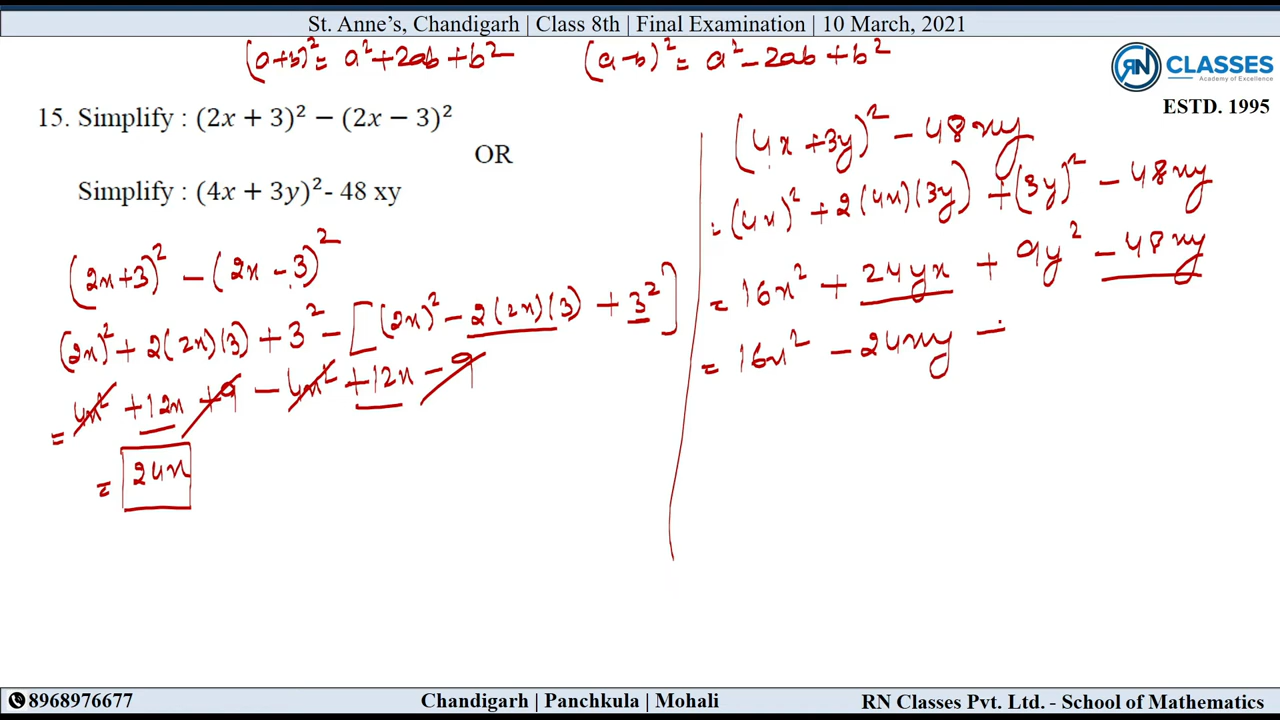 St. Anne's, Chandigarh | Class 8th | Final Examination | 10 March, 2021
(a+b)² = a² + 2ab + b²
(a-b)² = a² - 2ab + b²
RN CLASSES
Academy of Excellence
ESTD. 1995
15. Simplify : (2x + 3)² − (2x − 3)²
OR
Simplify : (4x + 3y)² - 48 xy
(2x+3)² - (2x - 3)²
(2x)² + 2(2x)(3) + 3² - [(2x)² - 2(2x)(3) + 3²]
= 4x² + 12x + 9 - 4x² + 12x - 9
= 24x
(4x + 3y)² - 48xy
= (4x)² + 2(4x)(3y) + (3y)² - 48xy
= 16x² + 24yx + 9y² - 48xy
= 16x² - 24xy -
8968976677
Chandigarh | Panchkula | Mohali
RN Classes Pvt. Ltd. - School of Mathematics